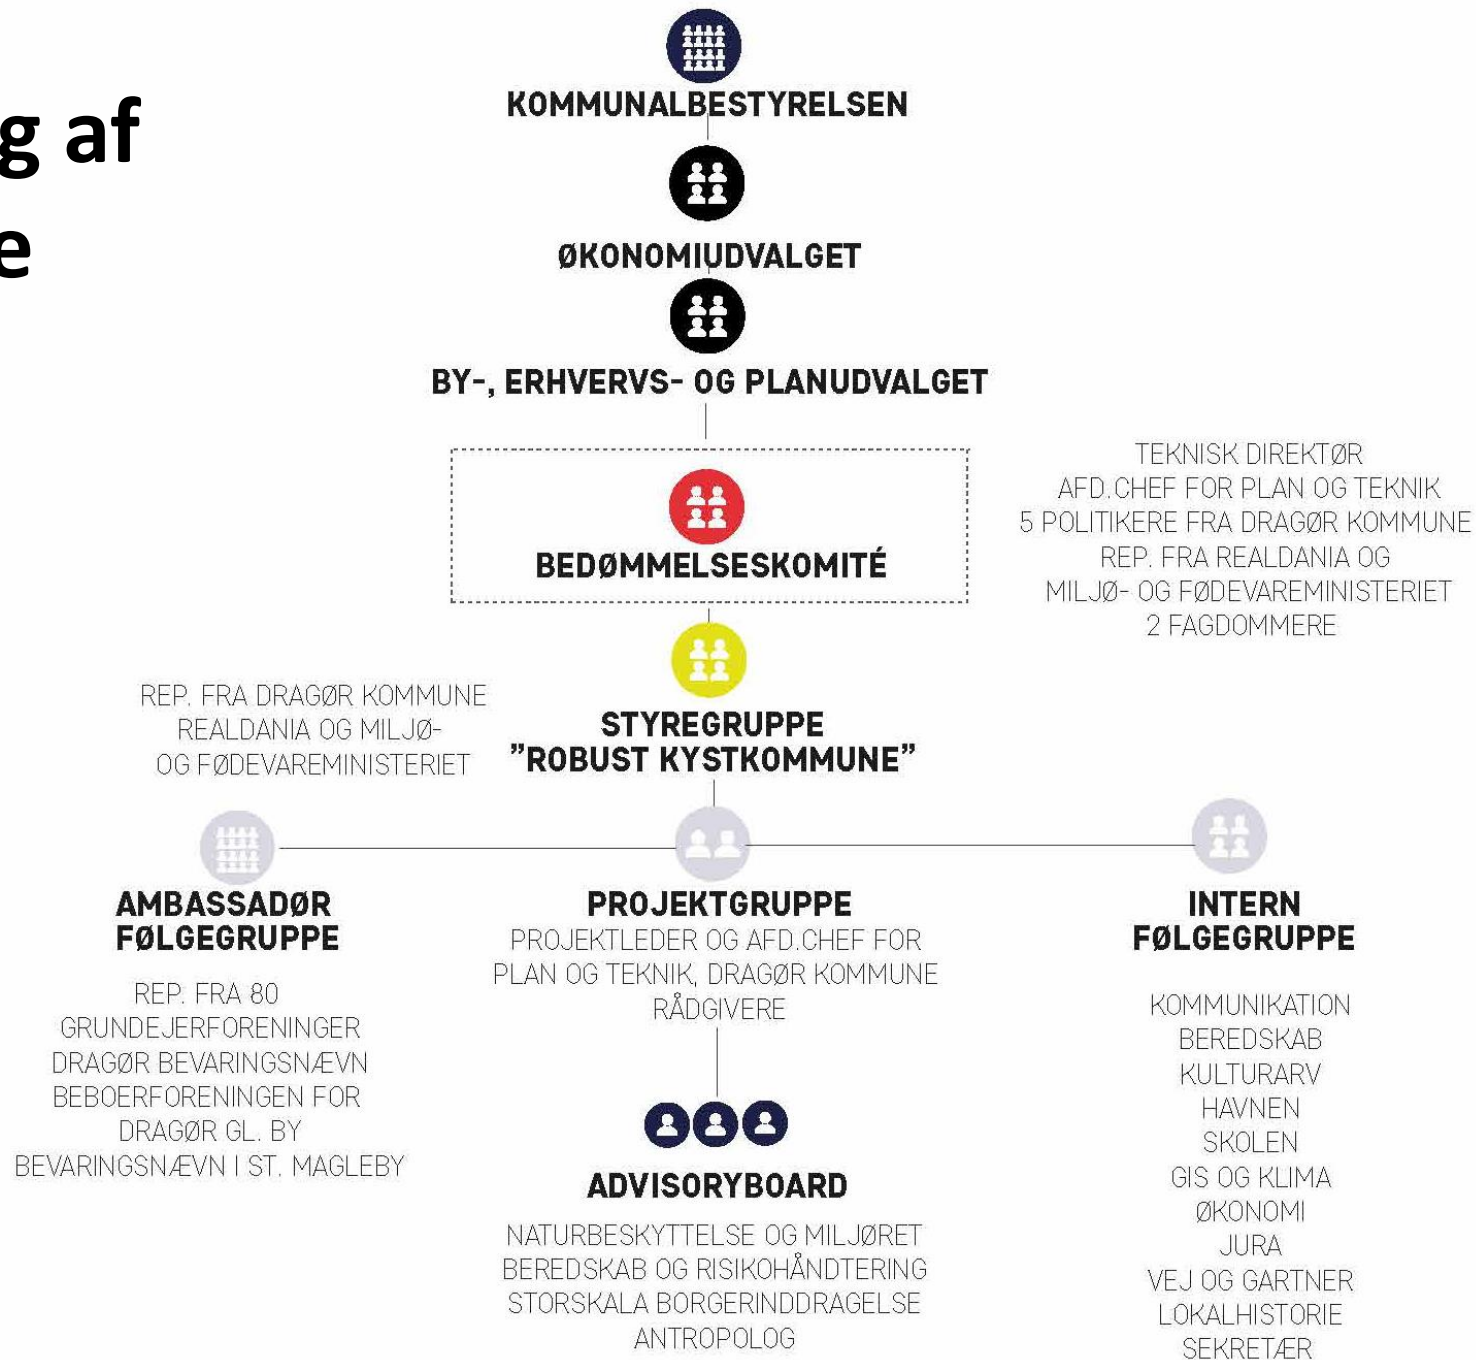 g af
e
KOMMUNALBESTYRELSEN
ØKONOMIUDVALGET
BY-, ERHVERVS- OG PLANUDVALGET
BEDØMMELSESKOMITÉ
TEKNISK DIREKTØR
AFD.CHEF FOR PLAN OG TEKNIK
5 POLITIKERE FRA DRAGØR KOMMUNE
REP. FRA REALDANIA OG
MILJØ- OG FØDEVAREMINISTERIET
2 FAGDOMMERE
REP. FRA DRAGØR KOMMUNE
REALDANIA OG MILJØ-
OG FØDEVAREMINISTERIET
STYREGRUPPE
"ROBUST KYSTKOMMUNE"
AMBASSADØR
FØLGEGRUPPE
REP. FRA 80
GRUNDEJERFORENINGER
DRAGØR BEVARINGSNÆVN
BEBOERFORENINGEN FOR
DRAGØR GL. BY
BEVARINGSNÆVN I ST. MAGLEBY
PROJEKTGRUPPE
PROJEKTLEDER OG AFD.CHEF FOR
PLAN OG TEKNIK, DRAGØR KOMMUNE
RÅDGIVERE
ADVISORYBOARD
NATURBESKYTTELSE OG MILJØRET
BEREDSKAB OG RISIKOHÅNDTERING
STORSKALA BORGERINDDRAGELSE
ANTROPOLOG
INTERN
FØLGEGRUPPE
KOMMUNIKATION
BEREDSKAB
KULTURARV
HAVNEN
SKOLEN
GIS OG KLIMA
ØKONOMI
JURA
VEJ OG GARTNER
LOKALHISTORIE
SEKRETÆR